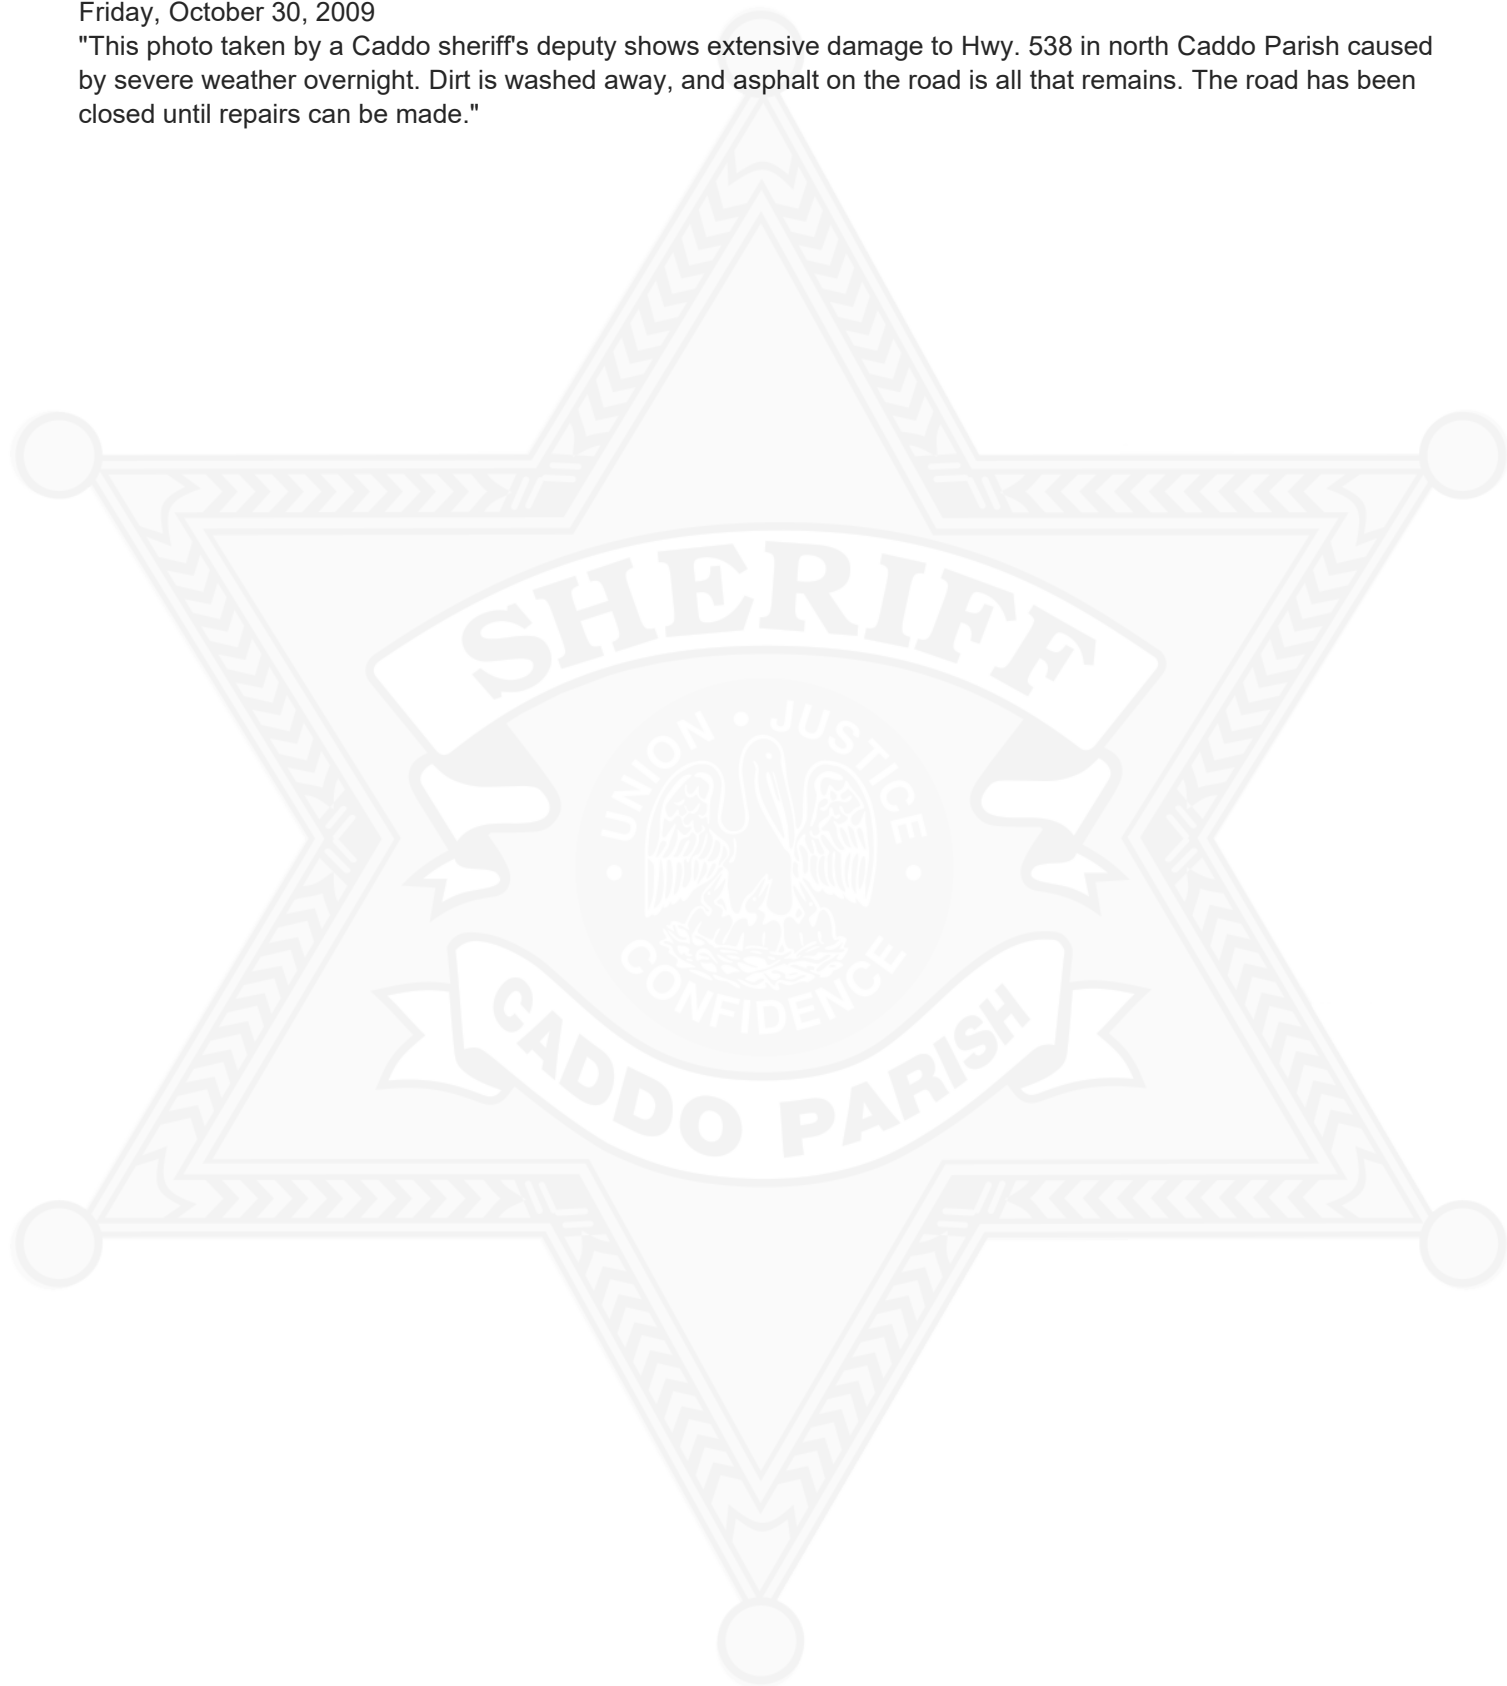 Friday, October 30, 2009
"This photo taken by a Caddo sheriff's deputy shows extensive damage to Hwy. 538 in north Caddo Parish caused
by severe weather overnight. Dirt is washed away, and asphalt on the road is all that remains. The road has been
closed until repairs can be made."
SHERIFF
UNION • JUSTICE
• CONFIDENCE •
CADDO PARISH